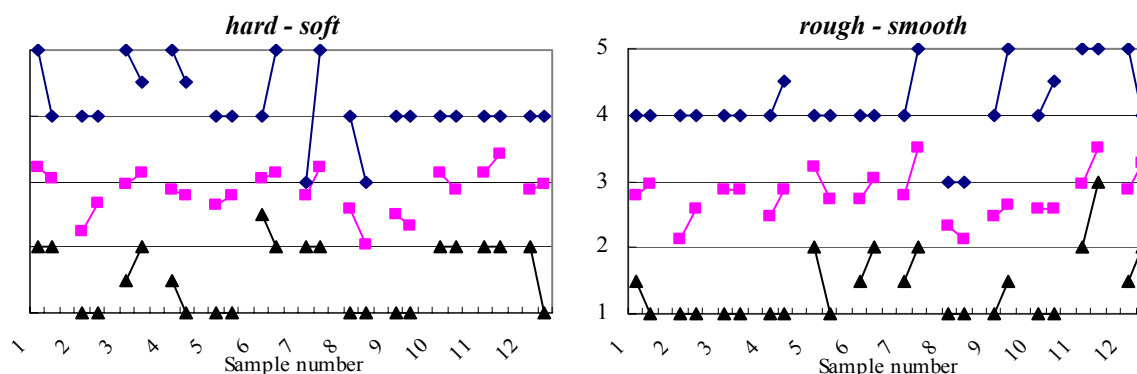 hard - soft
1 2 3 4 5 6 7 8 9 10 11 12
Sample number
rough - smooth
5
4
3
2
1
1 2 3 4 5 6 7 8 9 10 11 12
Sample number